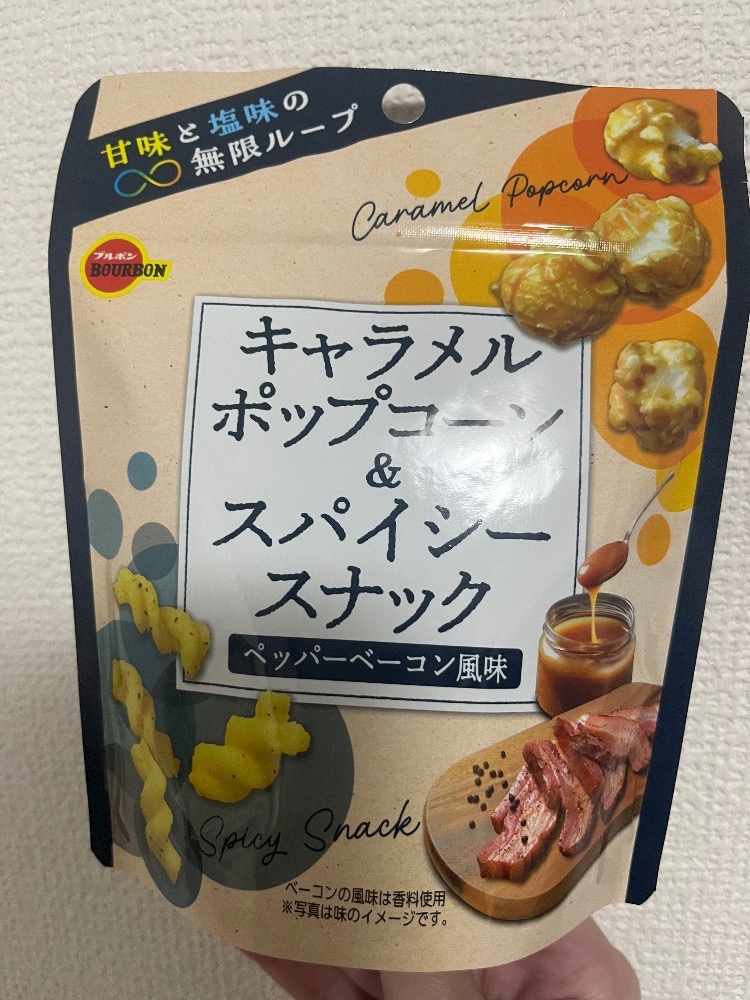 甘味と塩味の
無限ループ
Caramel Popcorn
ブルボン
BOURBON
キャラメル
ポップコーン
&
スパイシー
スナック
ペッパーベーコン風味
Spicy Snack
ベーコンの風味は香料使用
※写真は味のイメージです。